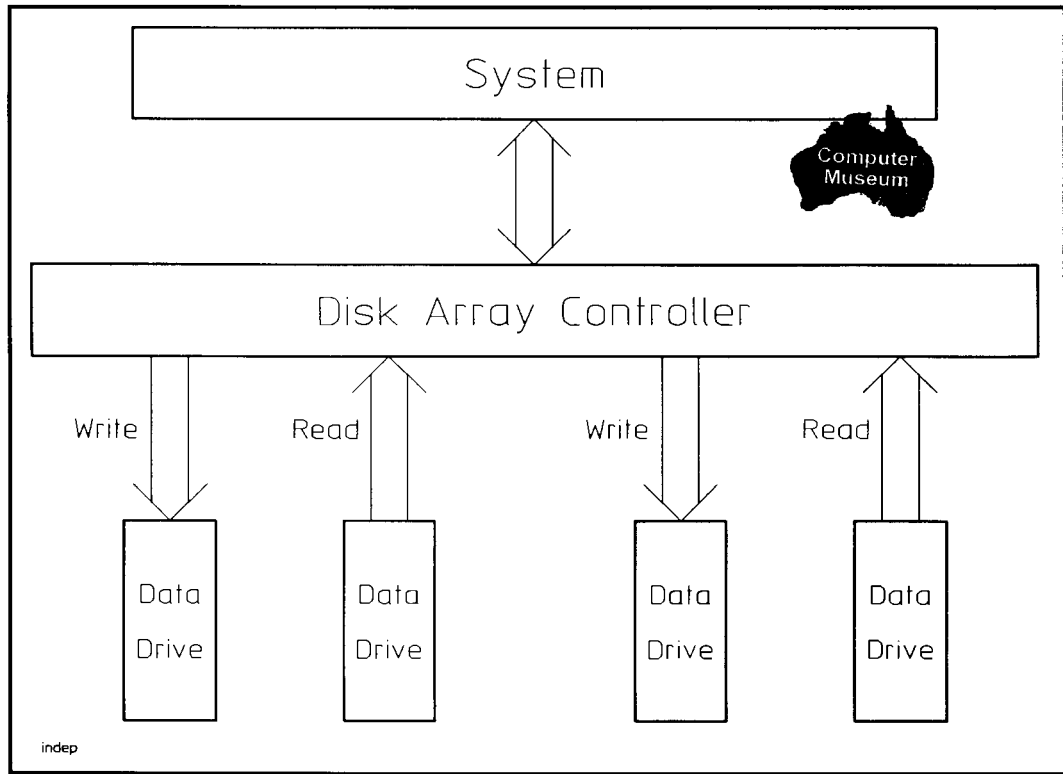 System
Computer
Museum
Disk Array Controller
Write
Read
Write
Read
Data
Drive
Data
Drive
Data
Drive
Data
Drive
indep